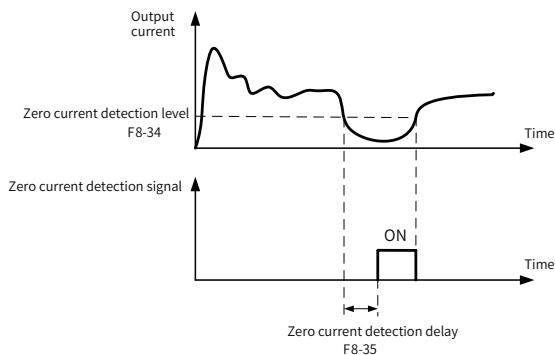 Output
current
Zero current detection level
F8-34
Time
Zero current detection signal
ON
Time
Zero current detection delay
F8-35